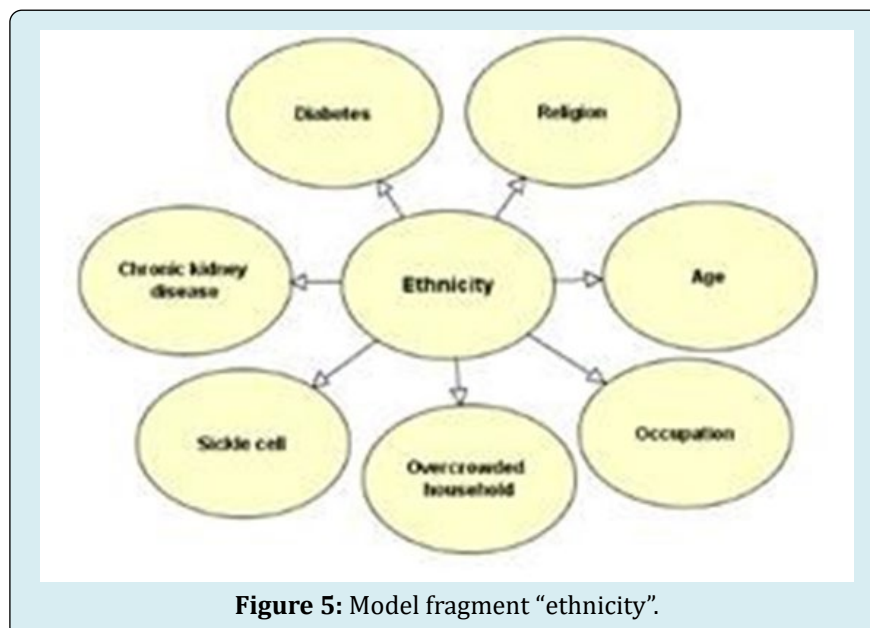 Diabetes
Religion
Chronic kidney
disease
Ethnicity
Age
Sickle cell
Overcrowded
household
Occupation
Figure 5: Model fragment “ethnicity”.